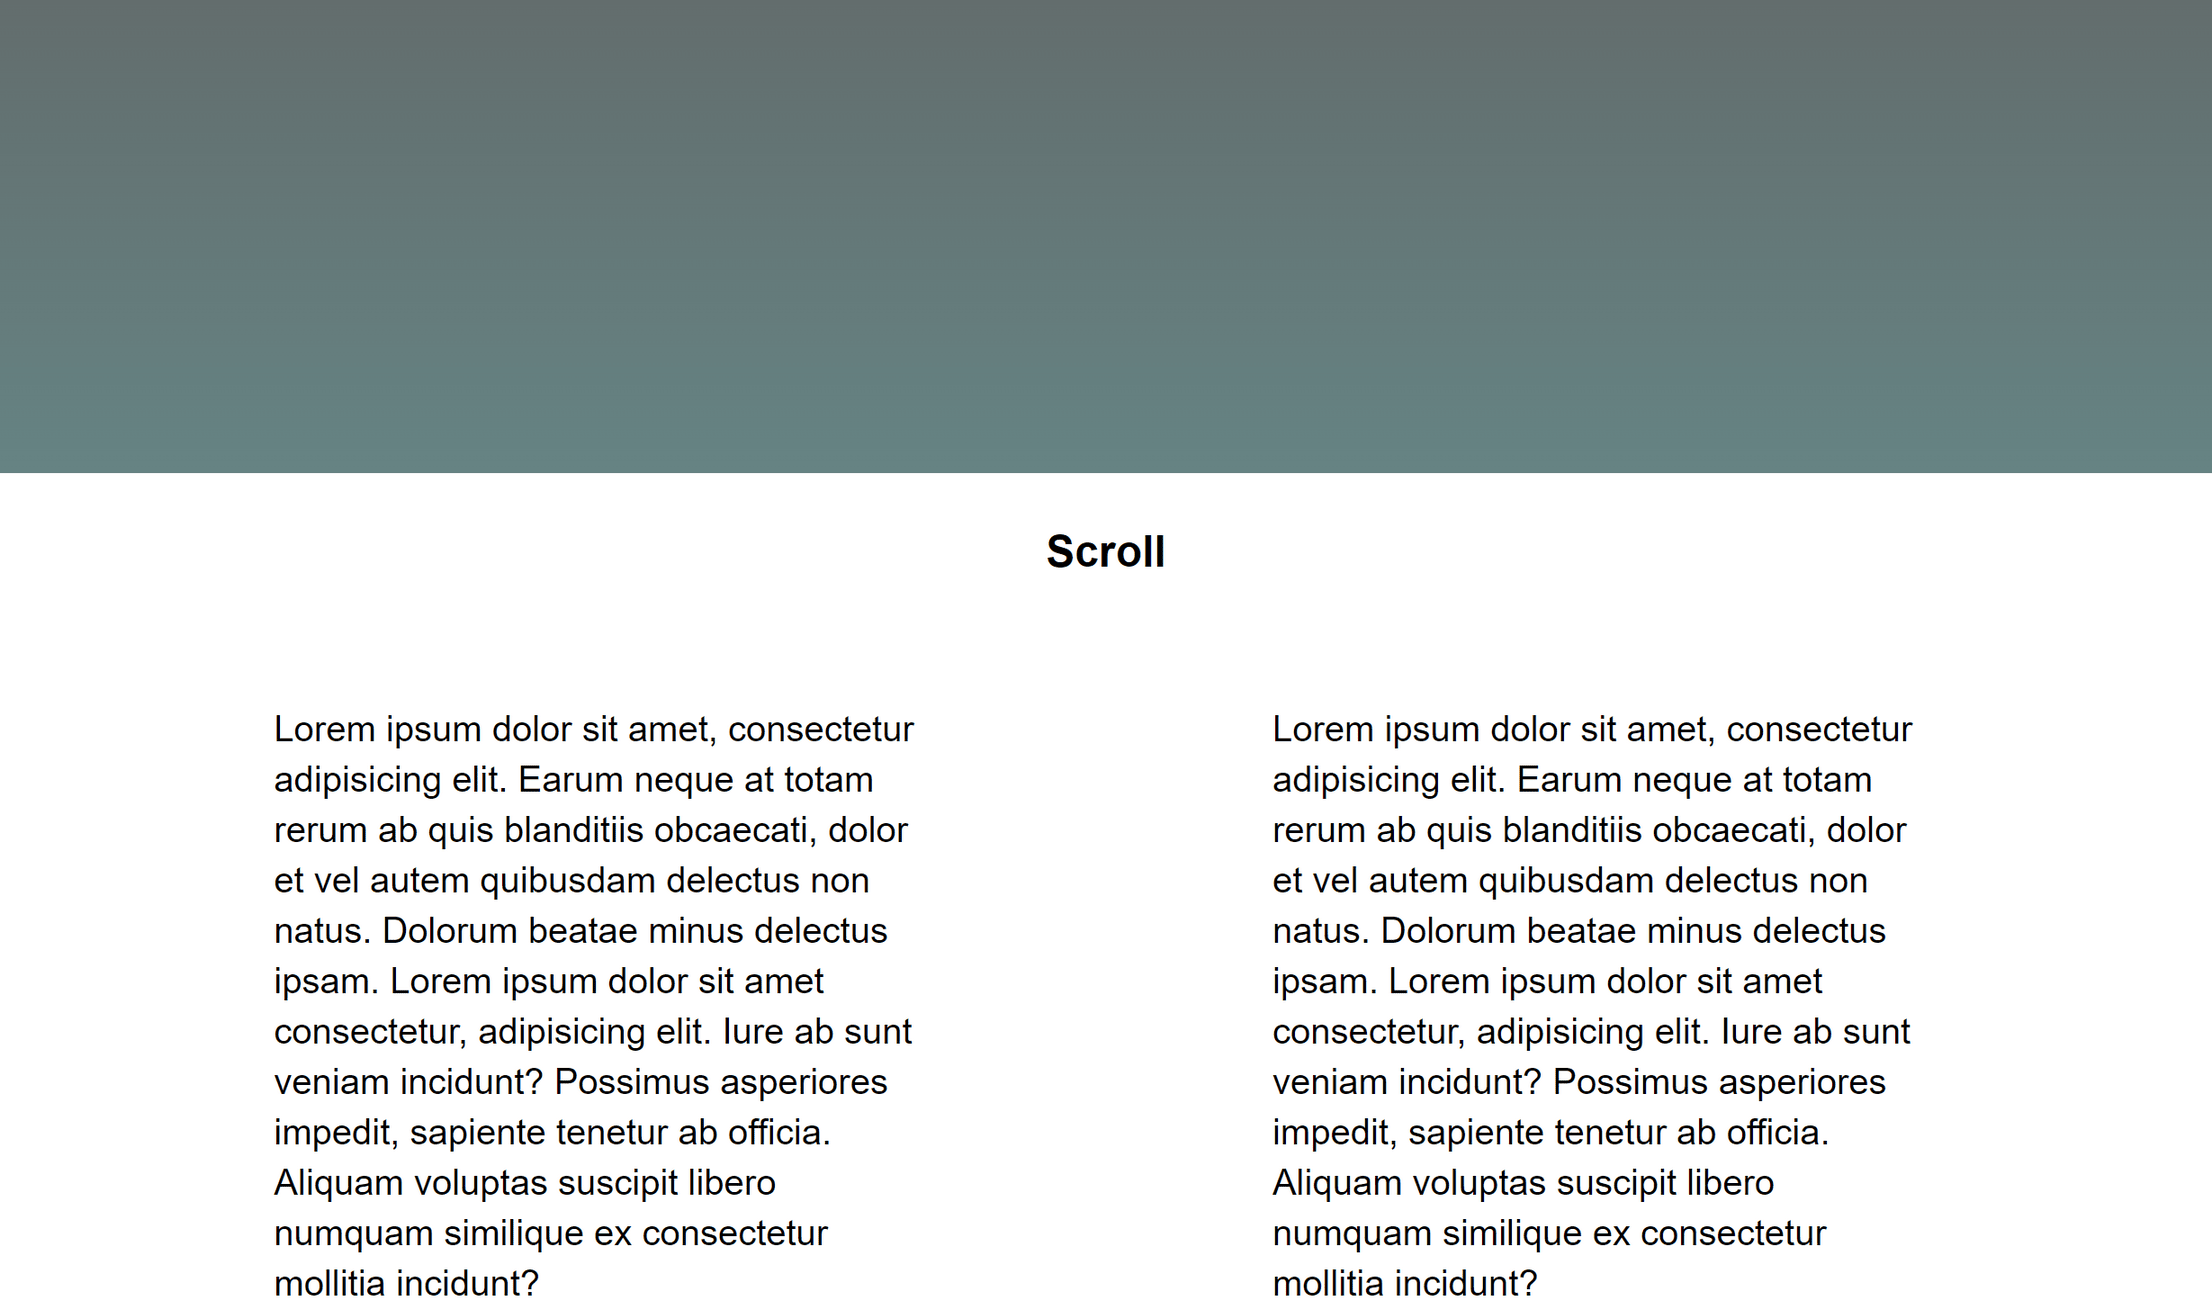 Scroll
Lorem ipsum dolor sit amet, consectetur
adipisicing elit. Earum neque at totam
rerum ab quis blanditiis obcaecati, dolor
et vel autem quibusdam delectus non
natus. Dolorum beatae minus delectus
ipsam. Lorem ipsum dolor sit amet
consectetur, adipisicing elit. Iure ab sunt
veniam incidunt? Possimus asperiores
impedit, sapiente tenetur ab officia.
Aliquam voluptas suscipit libero
numquam similique ex consectetur
mollitia incidunt?
Lorem ipsum dolor sit amet, consectetur
adipisicing elit. Earum neque at totam
rerum ab quis blanditiis obcaecati, dolor
et vel autem quibusdam delectus non
natus. Dolorum beatae minus delectus
ipsam. Lorem ipsum dolor sit amet
consectetur, adipisicing elit. Iure ab sunt
veniam incidunt? Possimus asperiores
impedit, sapiente tenetur ab officia.
Aliquam voluptas suscipit libero
numquam similique ex consectetur
mollitia incidunt?